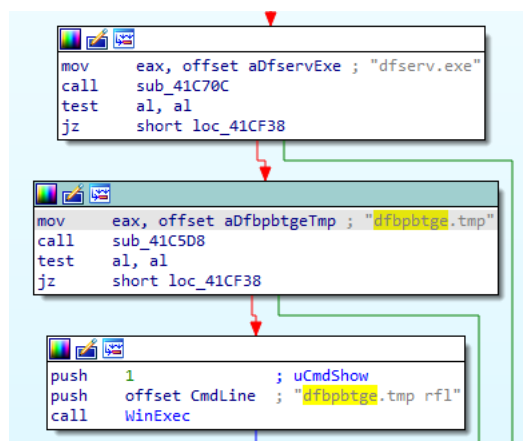 mov eax, offset aDfservExe ; "dfserv.exe"
call sub_41C70C
test al, al
jz short loc_41CF38
mov eax, offset aDfbpbtgeTmp ; "dfbpbtge.tmp"
call sub_41C5D8
test al, al
jz short loc_41CF38
push 1 ; uCmdShow
push offset CmdLine ; "dfbpbtge.tmp rfl"
call WinExec